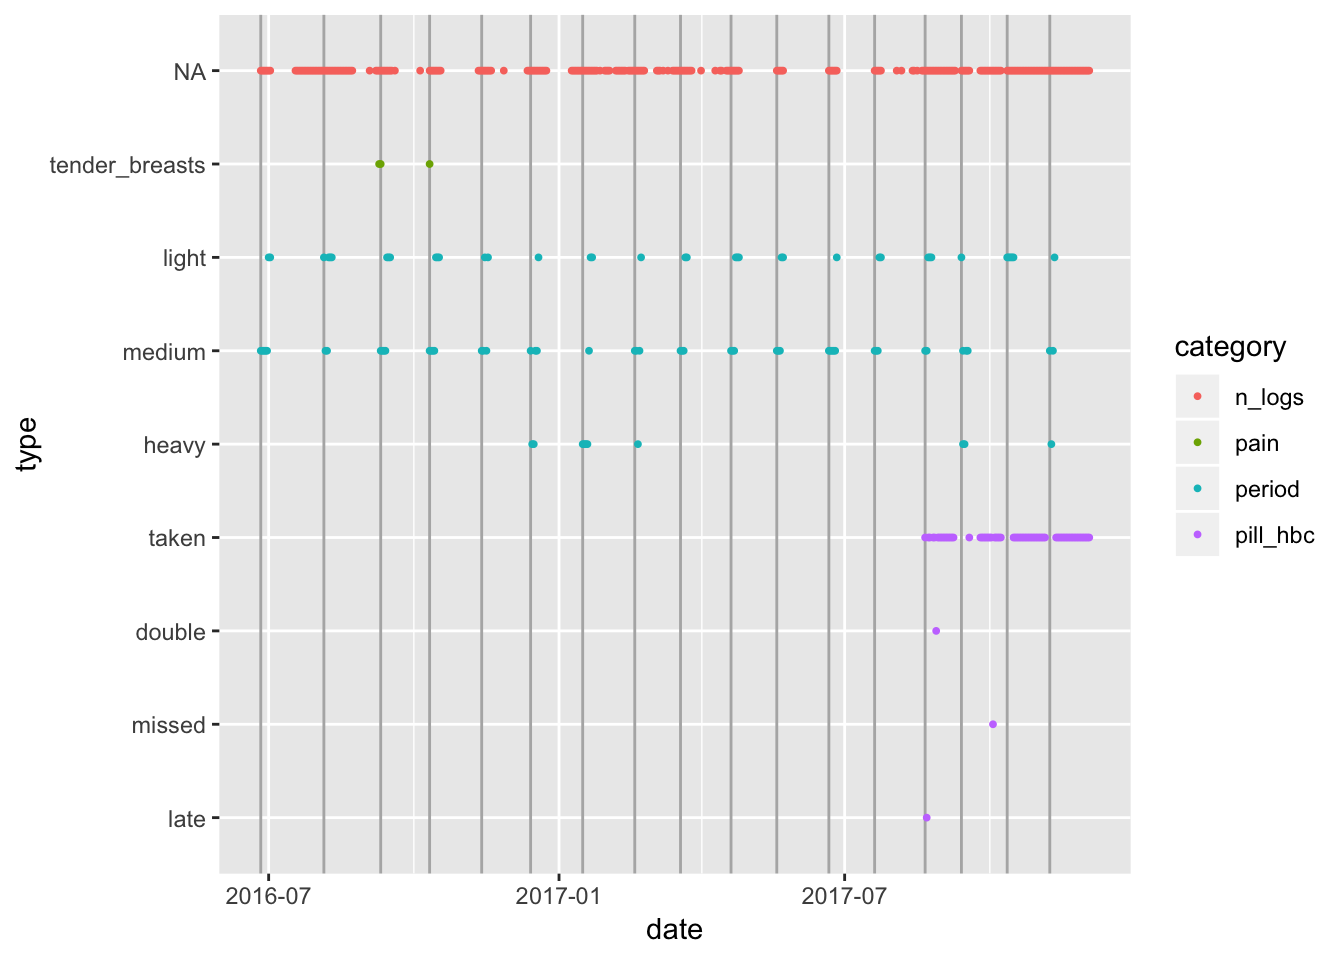 NA
tender_breasts
light
medium
heavy
taken
double
missed
late
type
2016-07
2017-01
2017-07
date
category
n_logs
pain
period
pill_hbc